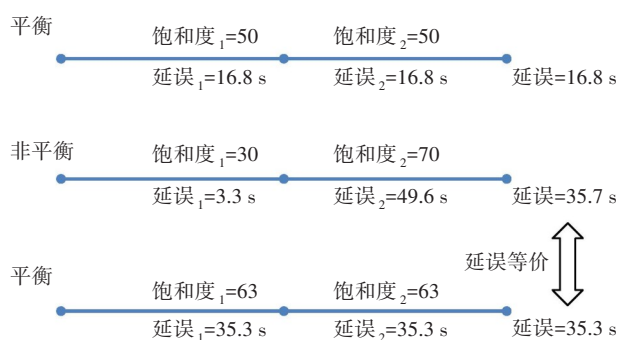 平衡
饱和度₁=50 饱和度₂=50
延误₁=16.8 s 延误₂=16.8 s 延误=16.8 s
非平衡
饱和度₁=30 饱和度₂=70
延误₁=3.3 s 延误₂=49.6 s 延误=35.7 s
延误等价
平衡
饱和度₁=63 饱和度₂=63
延误₁=35.3 s 延误₂=35.3 s 延误=35.3 s